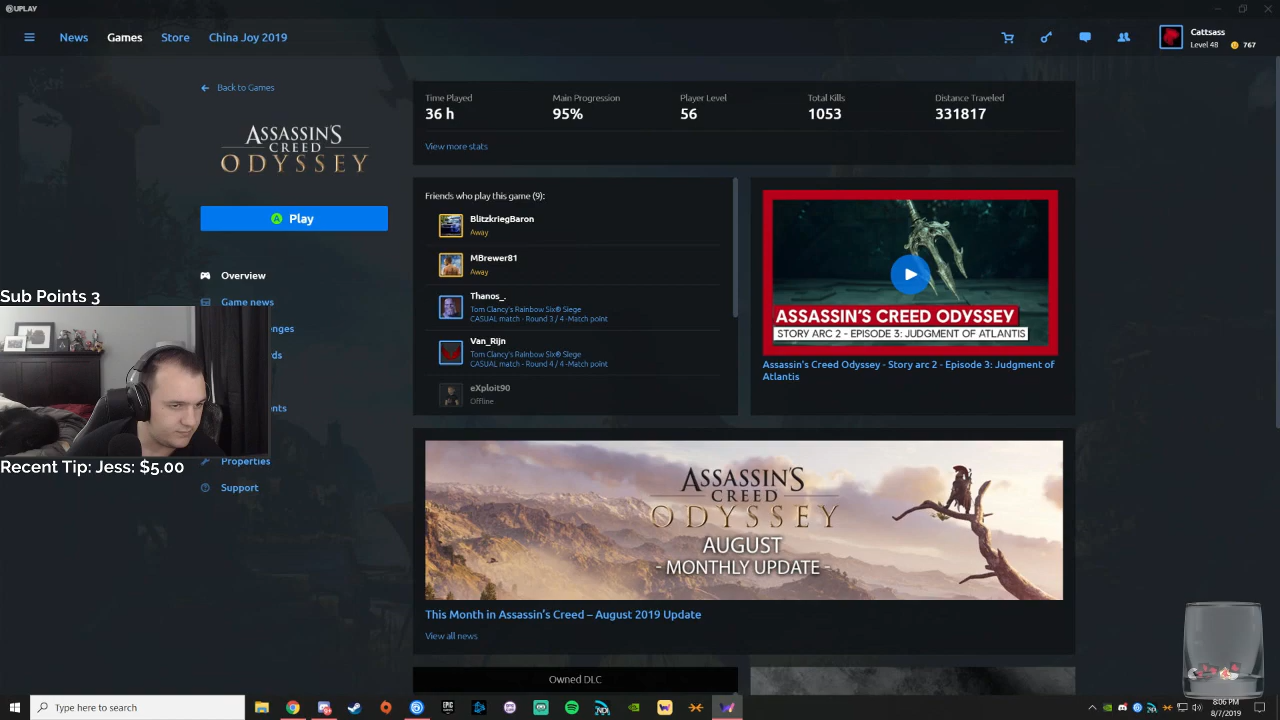 UPLAY
News
Games
Store
China Joy 2019
Cattsass
Level 48
767
Back to Games
ASSASSIN'S
CREED
ODYSSEY
Play
Overview
Game news
enges
ds
ents
Properties
Support
Sub Points 3
Recent Tip: Jess: $5.00
Time Played
36 h
Main Progression
95%
Player Level
56
Total Kills
1053
Distance Traveled
331817
View more stats
Friends who play this game (9):
BlitzkriegBaron
Away
MBrewer81
Away
Thanos_.
Tom Clancy's Rainbow Six® Siege
CASUAL match - Round 3 / 4 -Match point
Van_Rijn
Tom Clancy's Rainbow Six® Siege
CASUAL match - Round 4 / 4 -Match point
eXploit90
Offline
ASSASSIN'S CREED ODYSSEY
STORY ARC 2 - EPISODE 3: JUDGMENT OF ATLANTIS
Assassin's Creed Odyssey - Story arc 2 - Episode 3: Judgment of
Atlantis
ASSASSIN'S
CREED
ODYSSEY
AUGUST
- MONTHLY UPDATE -
This Month in Assassin's Creed – August 2019 Update
View all news
Owned DLC
Type here to search
EPIC
8:06 PM
8/7/2019